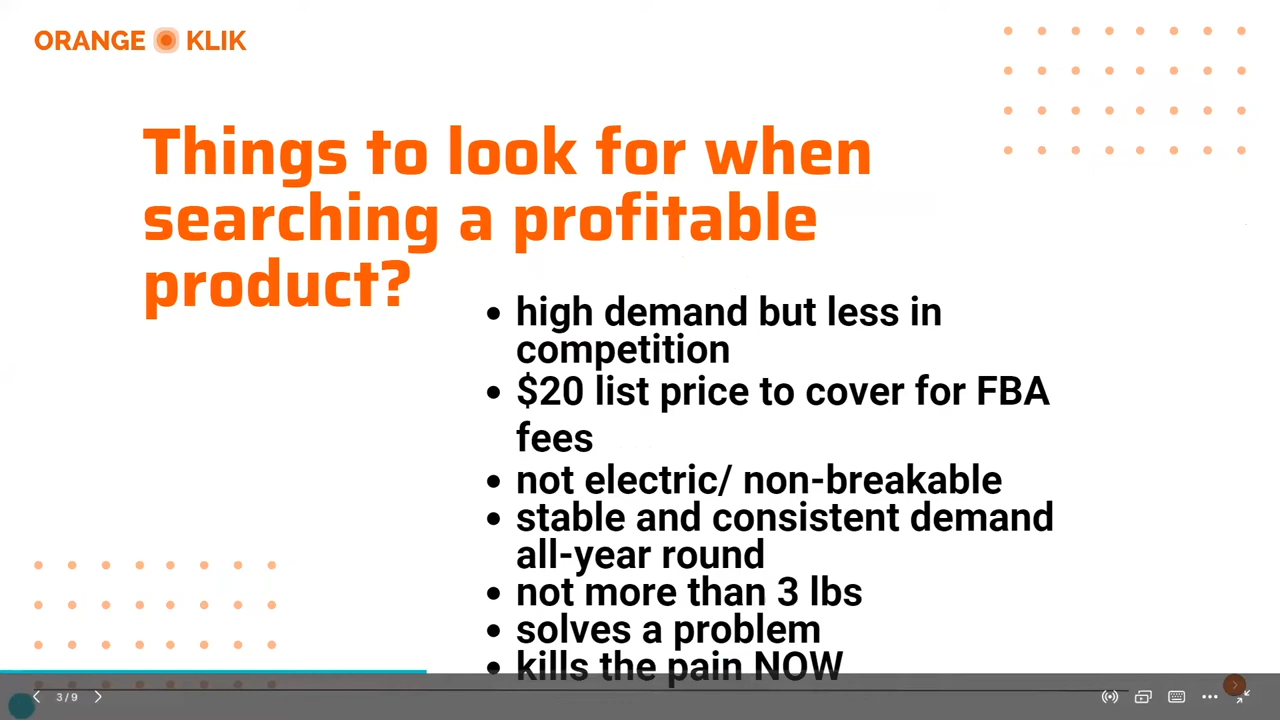 ORANGE KLIK
Things to look for when
searching a profitable
product?
• high demand but less in
competition
• $20 list price to cover for FBA
fees
• not electric/ non-breakable
• stable and consistent demand
all-year round
• not more than 3 lbs
• solves a problem
• kills the pain NOW
3/9